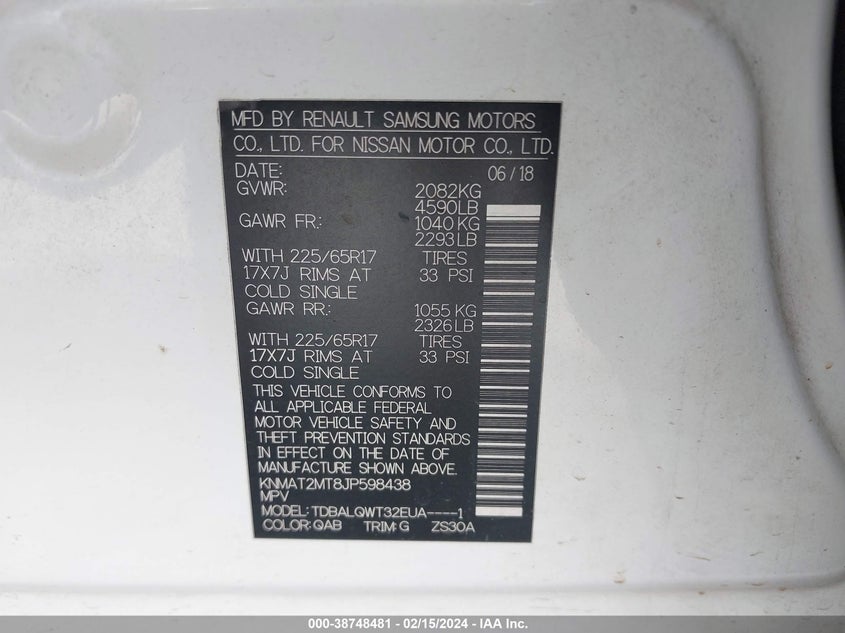 MFD BY RENAULT SAMSUNG MOTORS
CO., LTD. FOR NISSAN MOTOR CO., LTD.
DATE: 06/18
GVWR: 2082KG
4590LB
GAWR FR.: 1040KG
2293LB
WITH 225/65R17 TIRES
17X7J RIMS AT 33 PSI
COLD SINGLE
GAWR RR.: 1055KG
2326LB
WITH 225/65R17 TIRES
17X7J RIMS AT 33 PSI
COLD SINGLE
THIS VEHICLE CONFORMS TO
ALL APPLICABLE FEDERAL
MOTOR VEHICLE SAFETY AND
THEFT PREVENTION STANDARDS
IN EFFECT ON THE DATE OF
MANUFACTURE SHOWN ABOVE.
KNMAT2MT8JP598438
MPV
MODEL: TDBALQWT32EUA----1
COLOR: QAB TRIM: G ZS30A
000-38748481 - 02/15/2024 - IAA Inc.